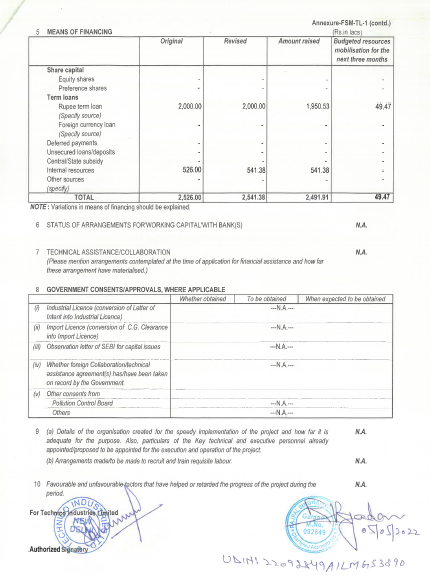 Annexure-FSM-TL-1 (contd.)
5 MEANS OF FINANCING (Rs.in lacs)
Original Revised Amount raised Budgeted resources
mobilisation for the
next three months
Share capital
Equity shares - - - -
Preference shares - - - -
Term loans
Rupee term loan 2,000.00 2,000.00 1,950.53 49.47
(Specify source)
Foreign currency loan - - - -
(Specify source)
Deferred payments - - - -
Unsecured loans/deposits - - - -
Central/State subsidy - - - -
Internal resources 526.00 541.38 541.38 -
Other sources - - - -
(specify)
TOTAL 2,526.00 2,541.38 2,491.91 49.47
NOTE : Variations in means of financing should be explained.
6 STATUS OF ARRANGEMENTS FOR'WORKING CAPITAL'WITH BANK(S) N.A.
7 TECHNICAL ASSISTANCE/COLLABORATION N.A.
(Please mention arrangements contemplated at the time of application for financial assistance and how far
these arrangement have materialised.)
8 GOVERNMENT CONSENTS/APPROVALS, WHERE APPLICABLE
Whether obtained To be obtained When expected to be obtained
(i) Industrial Licence (conversion of Letter of ---N.A.---
Intent into Industrial Licence)
(ii) Import Licence (conversion of C.G. Clearance ---N.A.---
into Import Licence)
(iii) Observation letter of SEBI for capital issues ---N.A.---
(iv) Whether foreign Collaboration/technical ---N.A.---
assistance agreement(s) has/have been taken
on record by the Government.
(v) Other consents from
Pollution Control Board ---N.A.---
Others ---N.A.---
9 (a) Details of the organisation created for the speedy implementation of the project and how far it is N.A.
adequate for the purpose. Also, particulars of the Key technical and executive personnel already
appointed/proposed to be appointed for the execution and operation of the project.
(b) Arrangements made/to be made to recruit and train requisite labour. N.A.
10 Favourable and unfavourable factors that have helped or retarded the progress of the project during the N.A.
period.
For Technico Industries Limited
TECHNICO INDUSTRIES
NEW
DELHI
M.No.
092849
05/05/2022
Authorized Signatory
UDIN: 22092849AILMGS3890